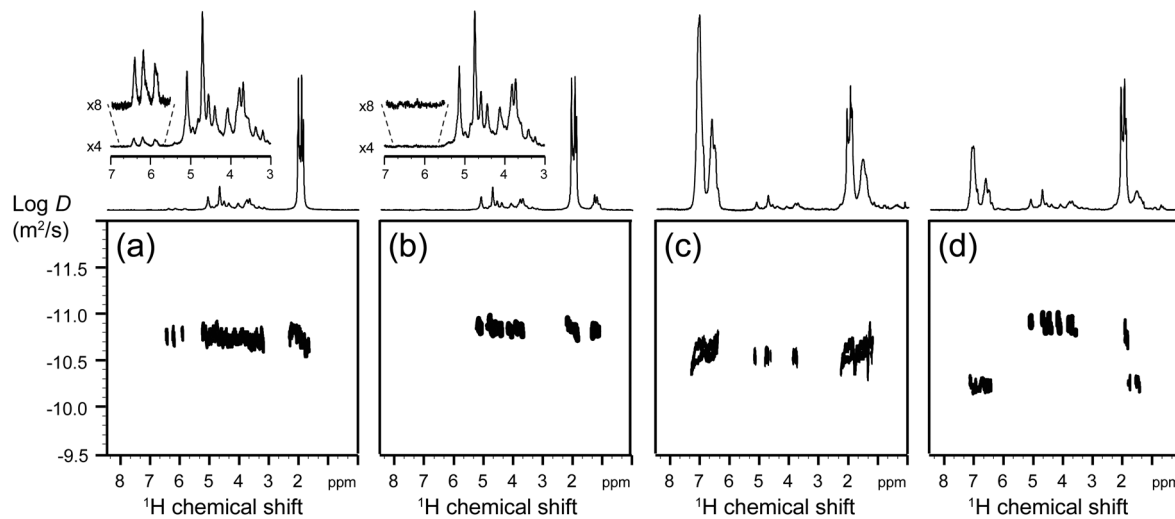 x8
x4
7 6 5 4 3
x8
x4
7 6 5 4 3
Log D
(m²/s)
(a) (b) (c) (d)
-11.5
-11.0
-10.5
-10.0
-9.5
8 7 6 5 4 3 2 ppm
8 7 6 5 4 3 2 ppm
8 7 6 5 4 3 2 ppm
8 7 6 5 4 3 2 ppm
¹H chemical shift
¹H chemical shift
¹H chemical shift
¹H chemical shift